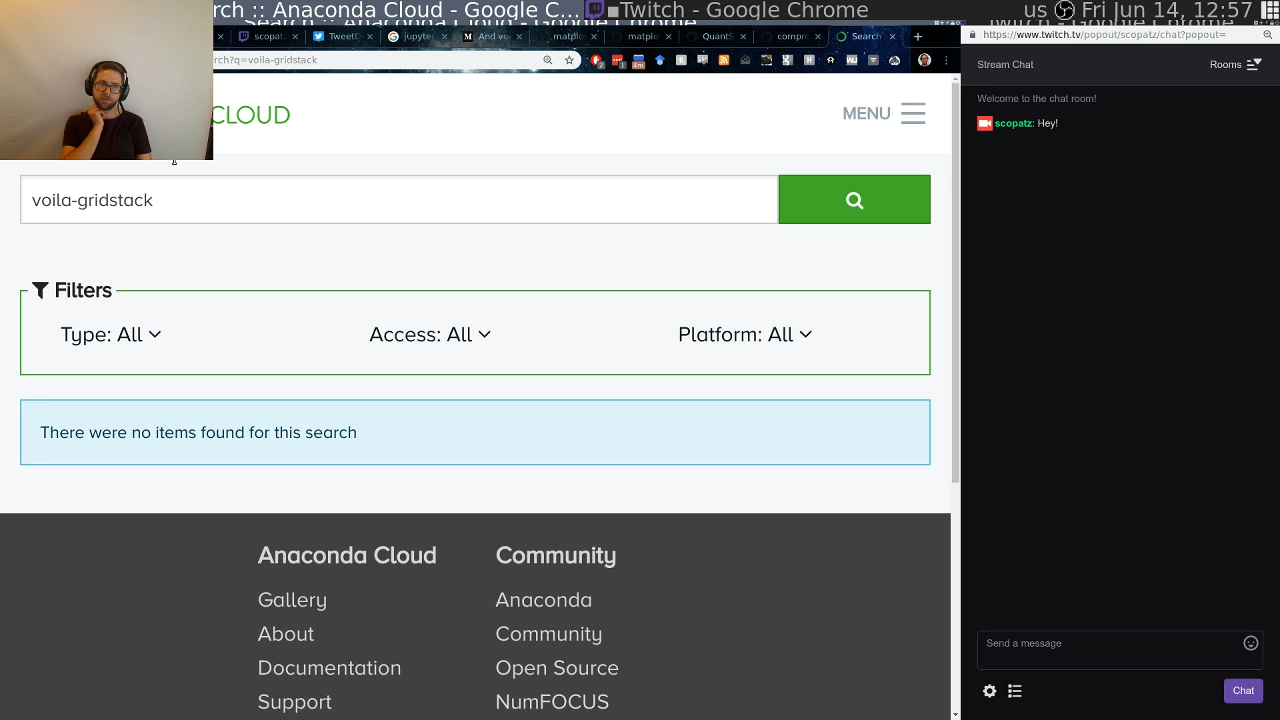 rch :: Anaconda Cloud - Google C...
Twitch - Google Chrome
us
Fri Jun 14, 12:57
scopat
TweetD
jupyte
And vo
matplo
matplo
QuantS
compre
Search
rch?q=voila-gridstack
https://www.twitch.tv/popout/scopatz/chat?popout=
CLOUD
MENU
voila-gridstack
Filters
Type: All
Access: All
Platform: All
There were no items found for this search
Anaconda Cloud
Gallery
About
Documentation
Support
Community
Anaconda
Community
Open Source
NumFOCUS
Stream Chat
Rooms
Welcome to the chat room!
scopatz: Hey!
Send a message
Chat